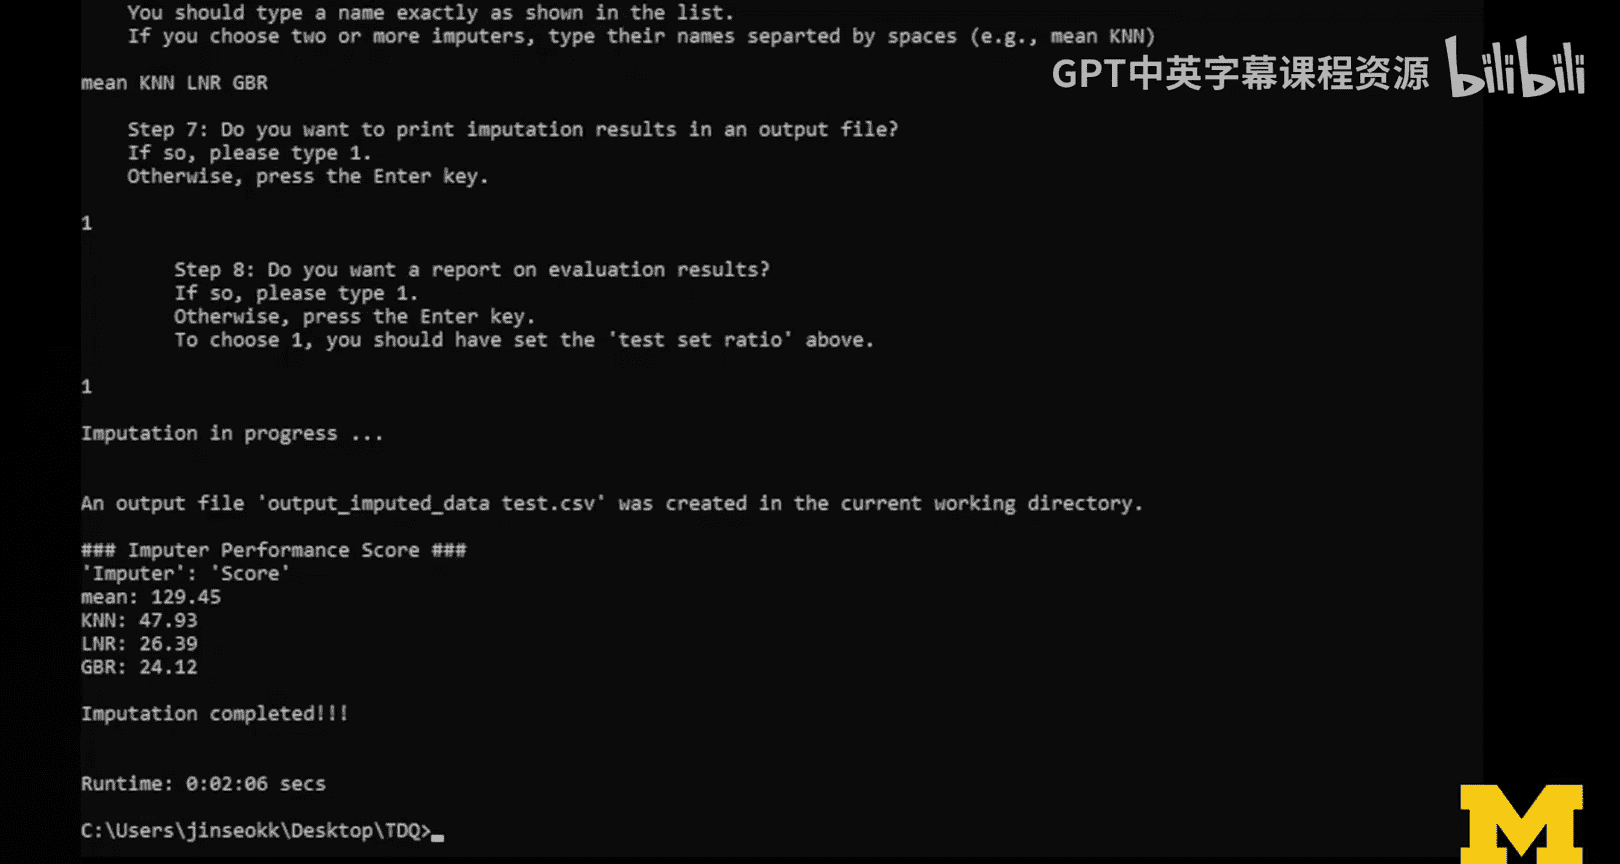 You should type a name exactly as shown in the list.
If you choose two or more imputers, type their names separted by spaces (e.g., mean KNN)
GPT中英字幕课程资源 bilibili
mean KNN LNR GBR
Step 7: Do you want to print imputation results in an output file?
If so, please type 1.
Otherwise, press the Enter key.
1
Step 8: Do you want a report on evaluation results?
If so, please type 1.
Otherwise, press the Enter key.
To choose 1, you should have set the 'test set ratio' above.
1
Imputation in progress ...
An output file 'output_imputed_data test.csv' was created in the current working directory.
### Imputer Performance Score ###
'Imputer': 'Score'
mean: 129.45
KNN: 47.93
LNR: 26.39
GBR: 24.12
Imputation completed!!!
Runtime: 0:02:06 secs
C:\Users\jinseokk\Desktop\TDQ>_
M